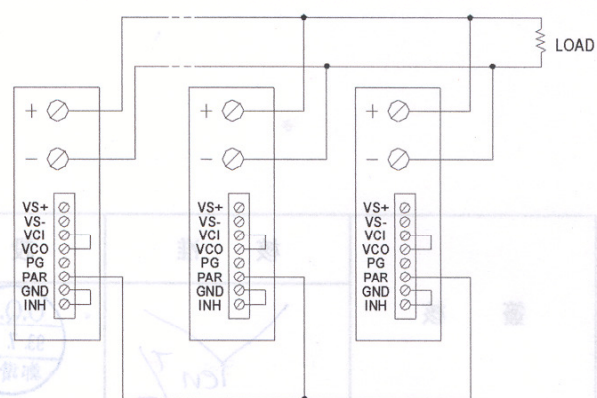 LOAD
+ + +
− − −
VS+ VS+ VS+
VS- VS- VS-
VCI VCI VCI
VCO VCO VCO
PG PG PG
PAR PAR PAR
GND GND GND
INH INH INH